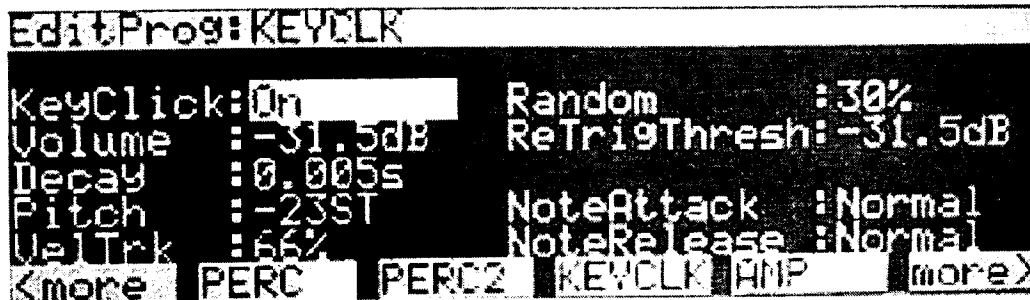 EditProg:KEYCLK
KeyClick:On
Random :30%
Volume :-31.5dB
ReTrigThresh:-31.5dB
Decay :0.005s
Pitch :-23ST
NoteAttack :Normal
VelTrk :66%
NoteRelease :Normal
<more PERC PERC2 KEYCLK AMP more>